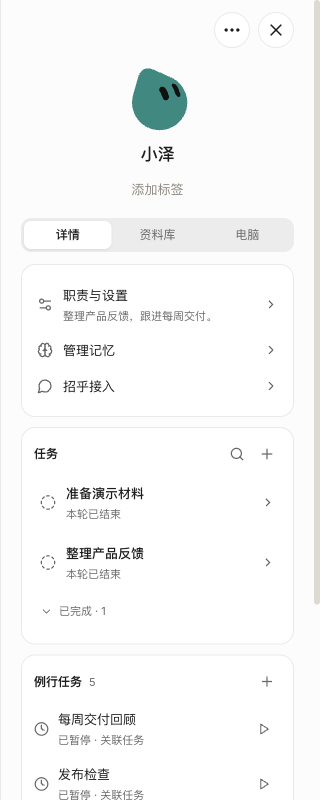 小泽
添加标签
详情
资料库
电脑
职责与设置
整理产品反馈，跟进每周交付。
管理记忆
招乎接入
任务
准备演示材料
本轮已结束
整理产品反馈
本轮已结束
已完成 · 1
例行任务 5
每周交付回顾
已暂停 · 关联任务
发布检查
已暂停 · 关联任务